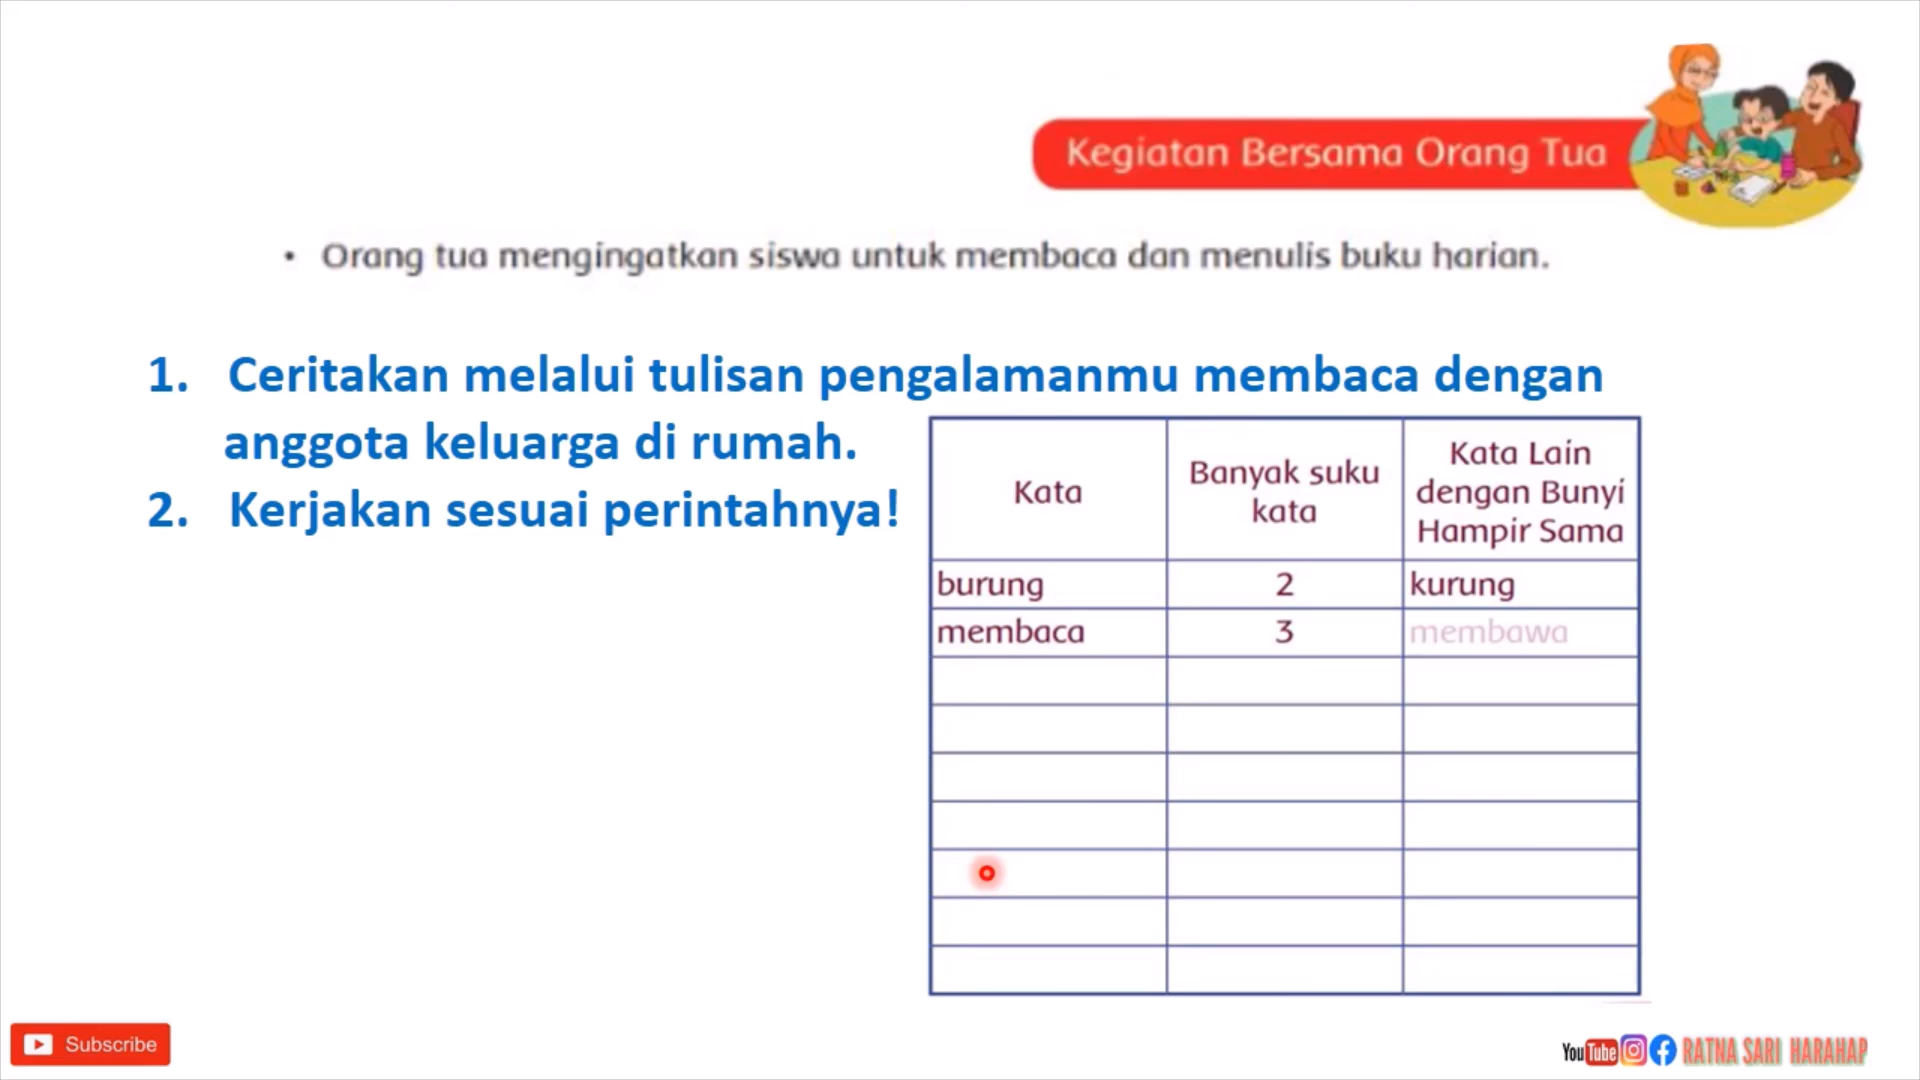 Kegiatan Bersama Orang Tua
• Orang tua mengingatkan siswa untuk membaca dan menulis buku harian.
1. Ceritakan melalui tulisan pengalamanmu membaca dengan
anggota keluarga di rumah.
2. Kerjakan sesuai perintahnya!
Kata
Banyak suku
kata
Kata Lain
dengan Bunyi
Hampir Sama
burung 2 kurung
membaca 3 membawa
Subscribe
YouTube RATNA SARI HARAHAP